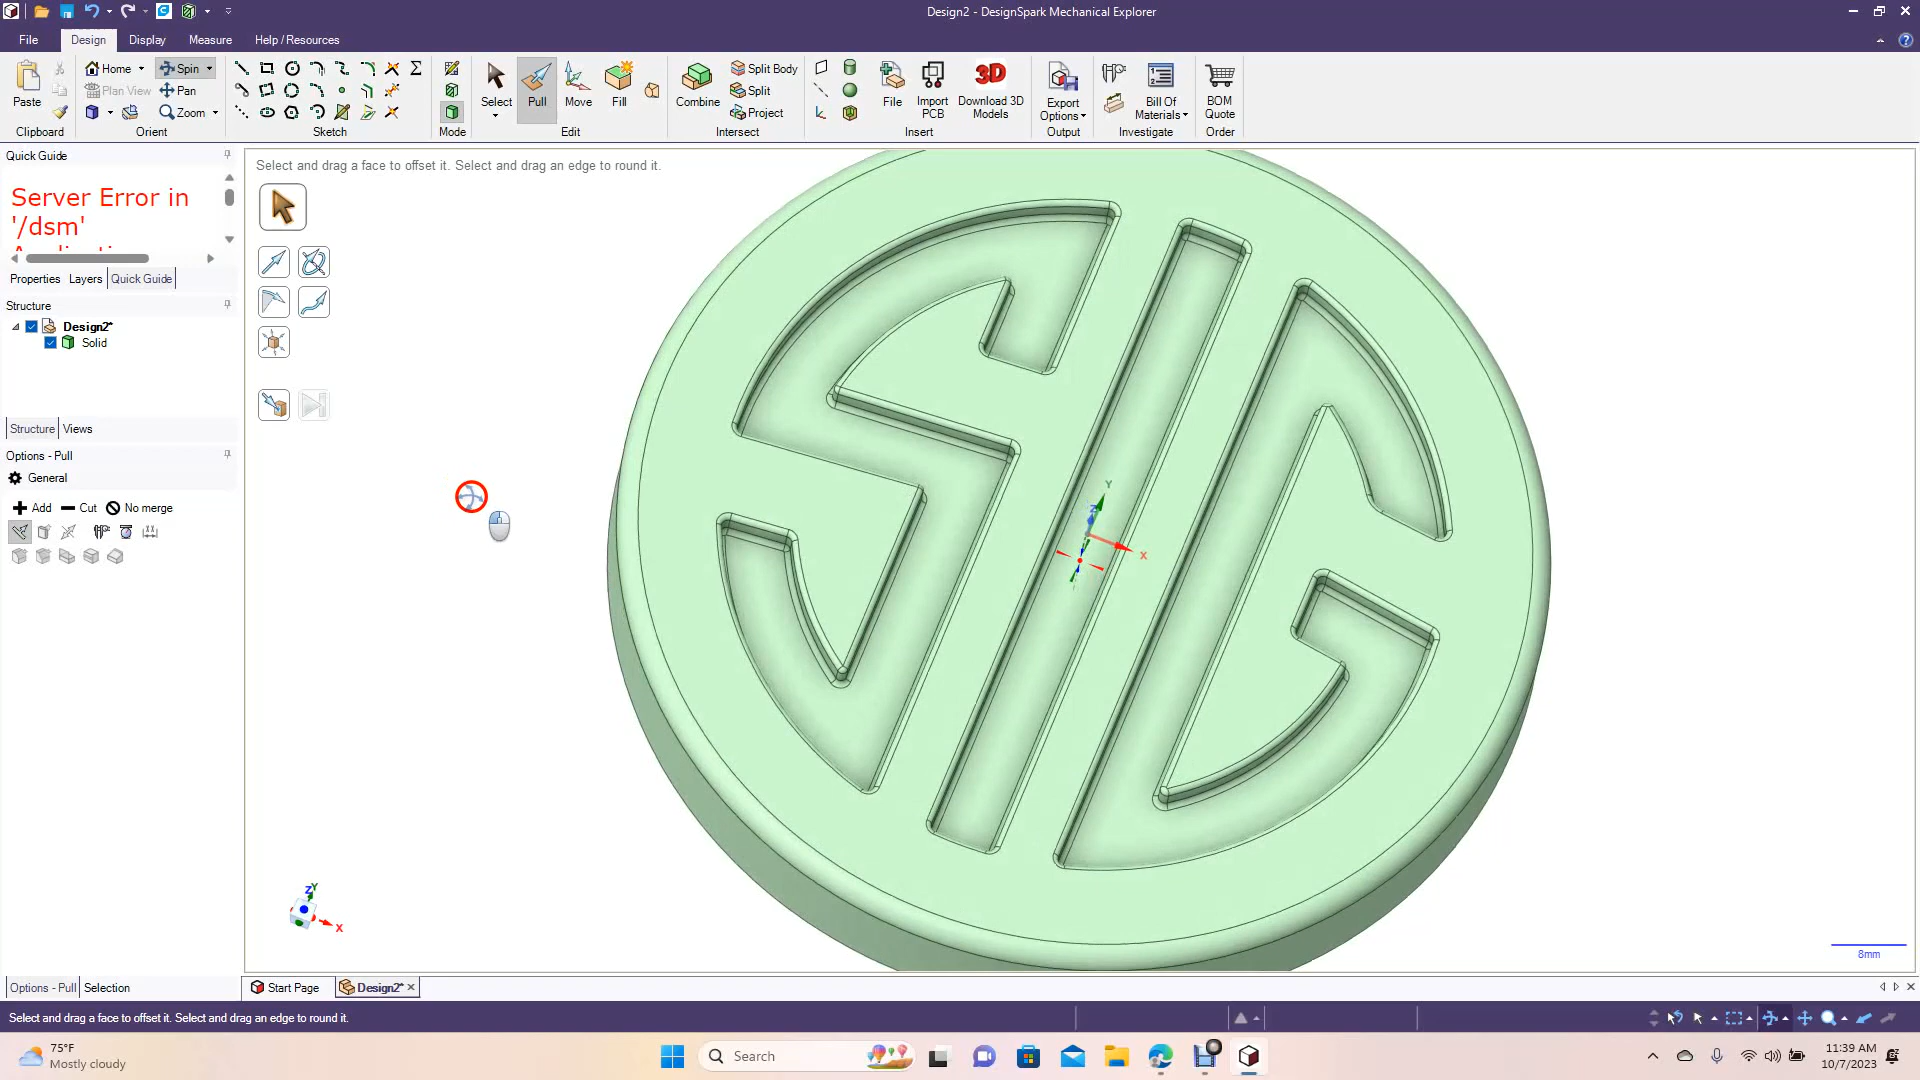 Design2 - DesignSpark Mechanical Explorer
File Design Display Measure Help / Resources
Paste Home Spin Plan View Pan Zoom Select Pull Move Fill Combine Split Body Split Project File Import PCB Download 3D Models Export Options Bill Of Materials BOM Quote
3D
Clipboard Orient Sketch Mode Edit Intersect Insert Output Investigate Order
Quick Guide
Server Error in
'/dsm'
Properties Layers Quick Guide
Structure
Design2*
Solid
Structure Views
Options - Pull
General
Add Cut No merge
Select and drag a face to offset it. Select and drag an edge to round it.
SIG
Y
Z
X
Z Y
X
8mm
Options - Pull Selection Start Page Design2*
Select and drag a face to offset it. Select and drag an edge to round it.
75°F
Mostly cloudy
Search
11:39 AM
10/7/2023